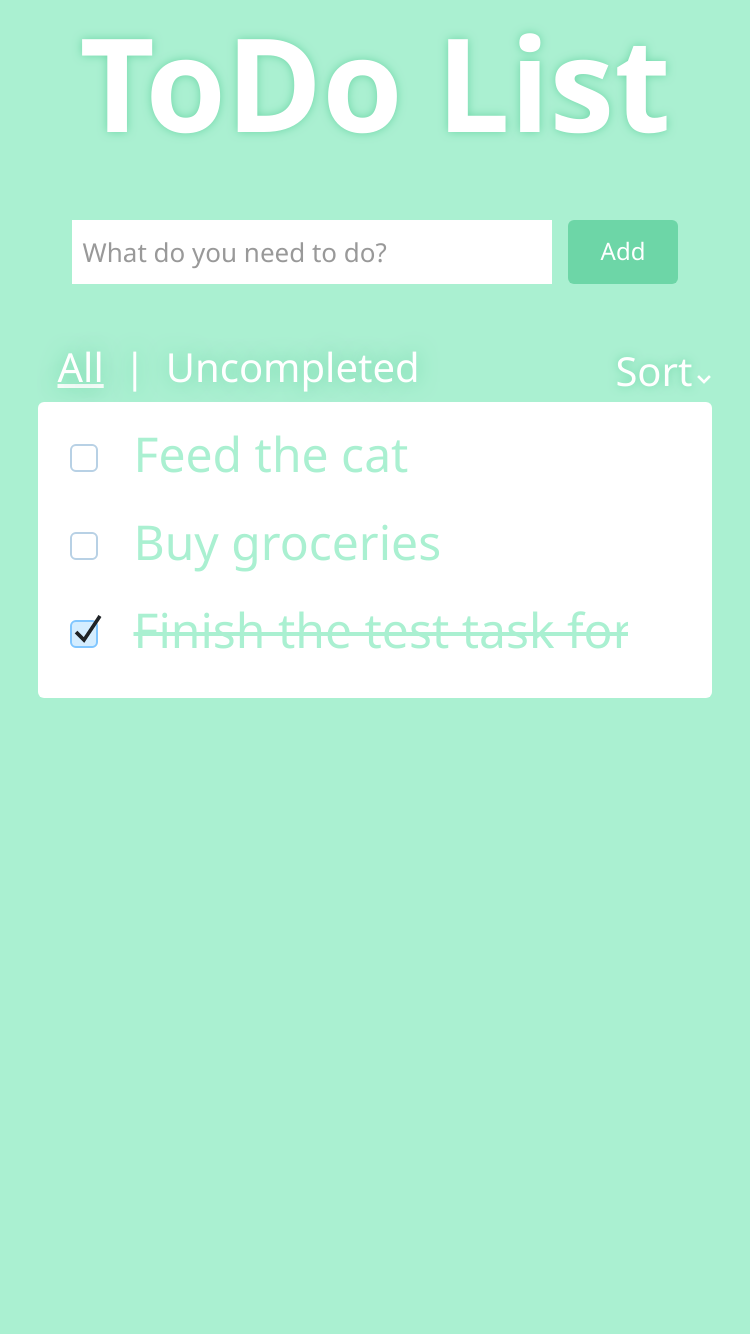 ToDo List
What do you need to do?
Add
All | Uncompleted
Sort
Feed the cat
Buy groceries
Finish the test task for